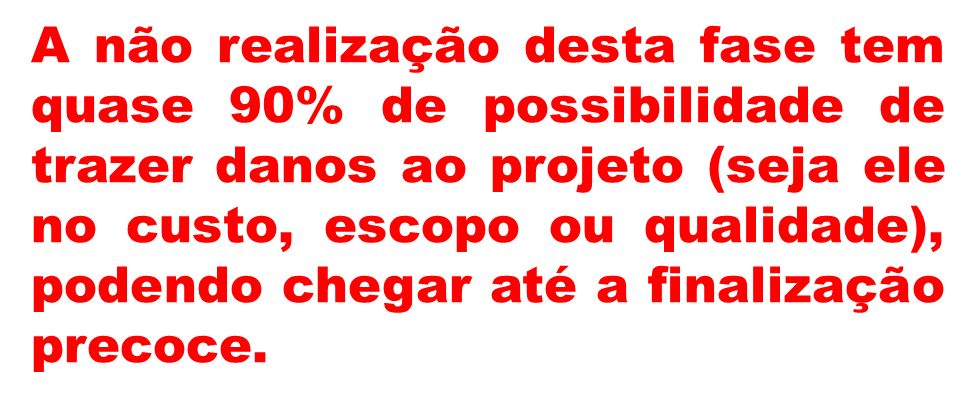 A não realização desta fase tem
quase 90% de possibilidade de
trazer danos ao projeto (seja ele
no custo, escopo ou qualidade),
podendo chegar até a finalização
precoce.